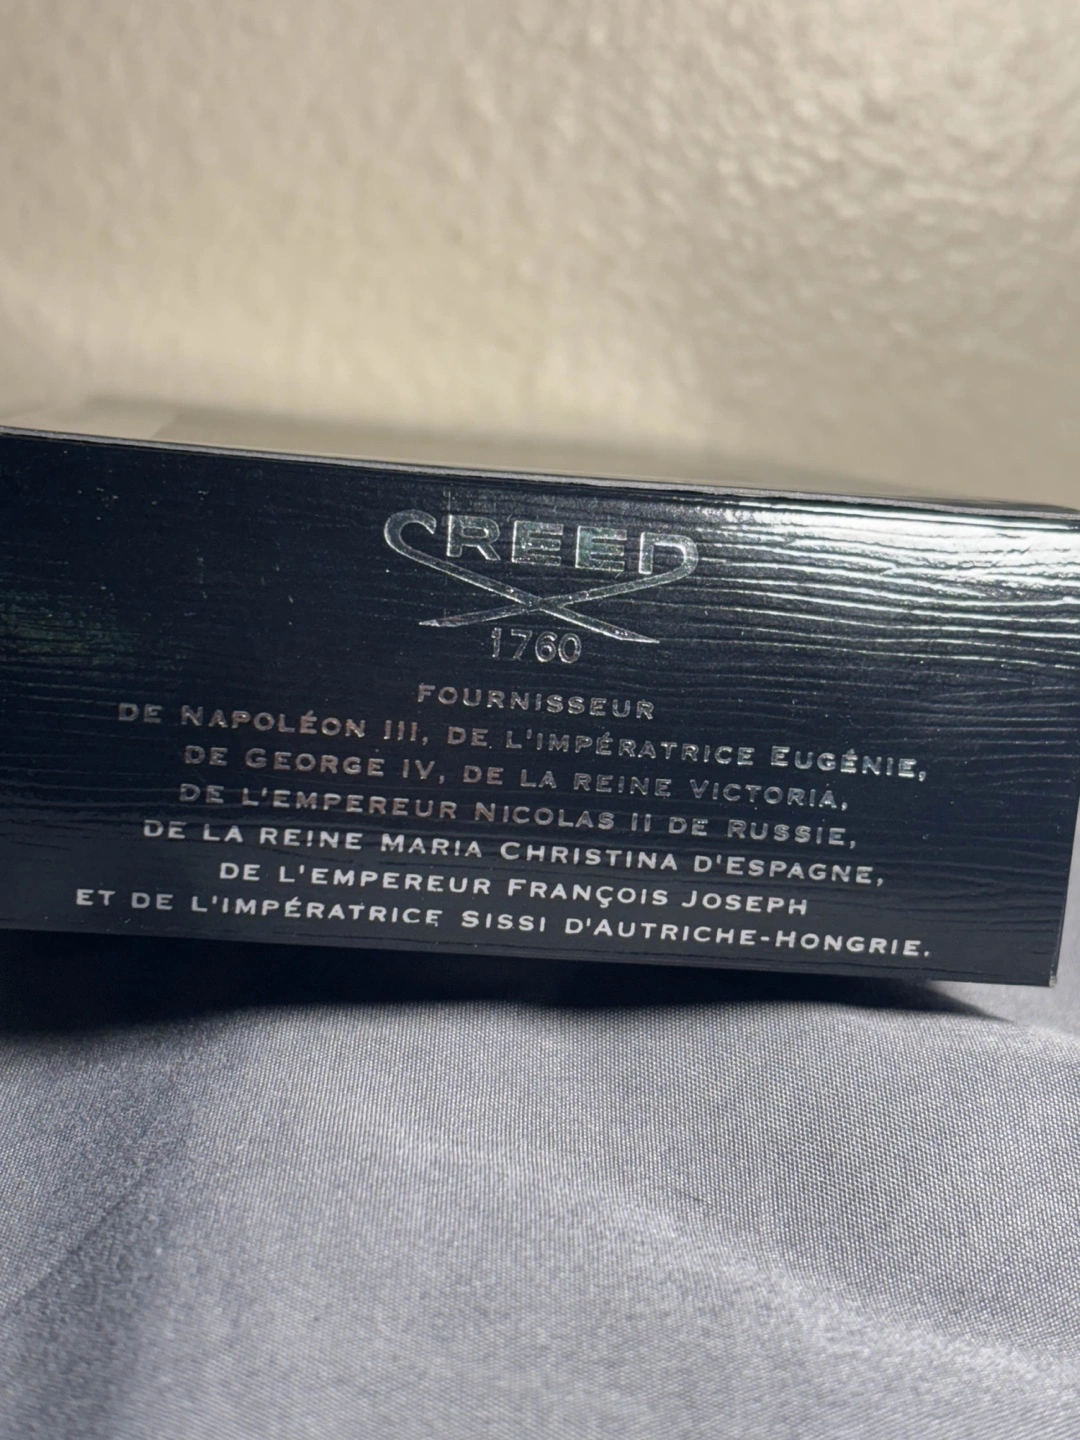 CREED
1760
FOURNISSEUR
DE NAPOLÉON III, DE L'IMPÉRATRICE EUGÉNIE,
DE GEORGE IV, DE LA REINE VICTORIA,
DE L'EMPEREUR NICOLAS II DE RUSSIE,
DE LA REINE MARIA CHRISTINA D'ESPAGNE,
DE L'EMPEREUR FRANÇOIS JOSEPH
ET DE L'IMPÉRATRICE SISSI D'AUTRICHE-HONGRIE.